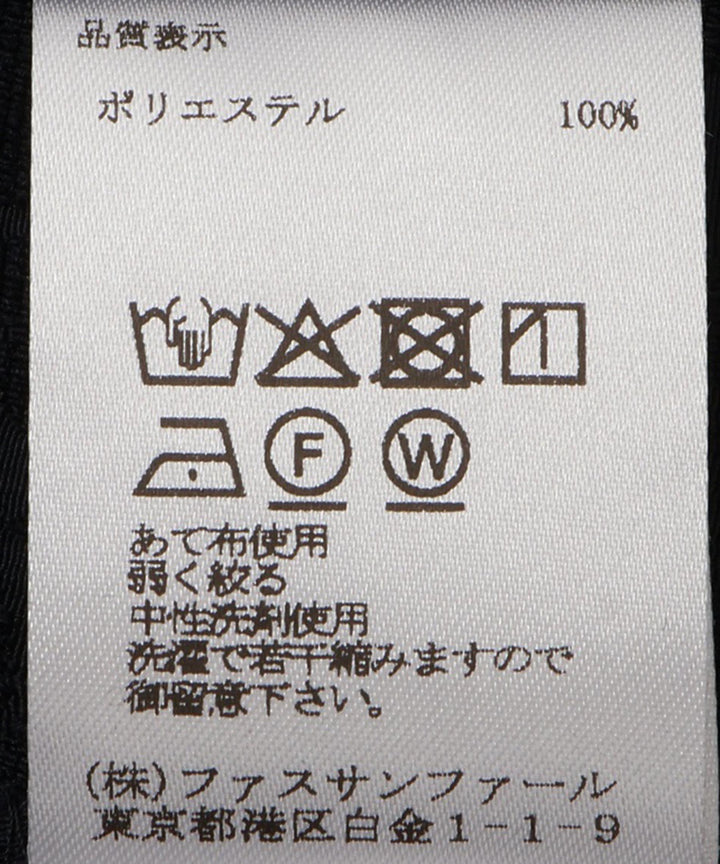 品質表示
ポリエステル 100%
F W
あて布使用
弱く絞る
中性洗剤使用
洗濯で若干縮みますので
御留意下さい。
(株)ファスサンファール
東京都港区白金1-1-9